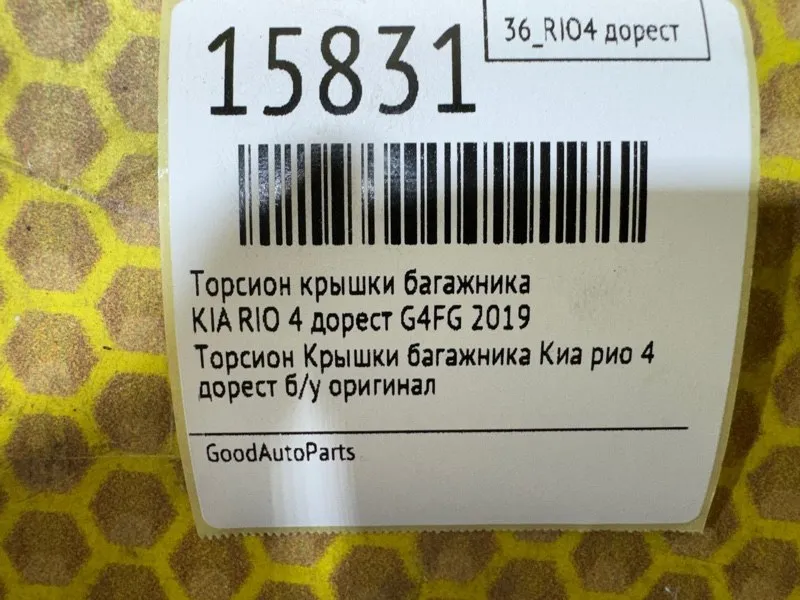 36_RIO4 дорест
15831
Торсион крышки багажника
KIA RIO 4 дорест G4FG 2019
Торсион Крышки багажника Киа рио 4
дорест б/у оригинал
GoodAutoParts